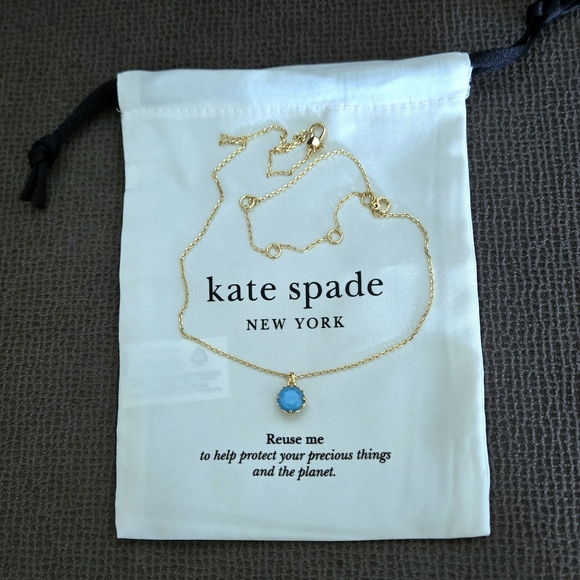 kate spade
NEW YORK
Reuse me
to help protect your precious things
and the planet.